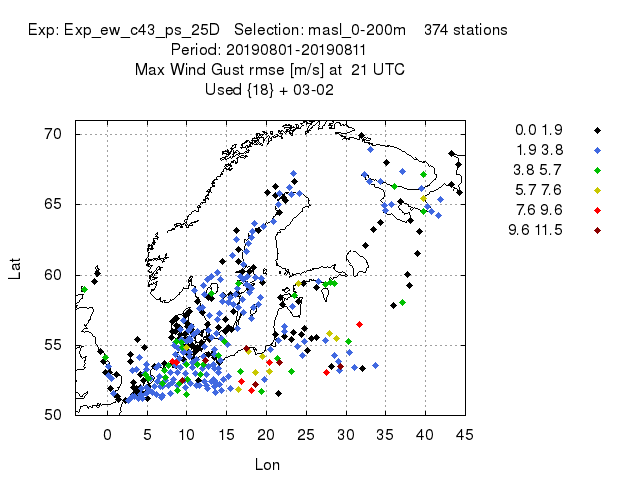 Exp: Exp_ew_c43_ps_25D   Selection: masl_0-200m    374 stations
Period: 20190801-20190811
Max Wind Gust rmse [m/s] at  21 UTC
Used {18} + 03-02
70
65
60
55
50
Lat
0 5 10 15 20 25 30 35 40 45
Lon
0.0 1.9
1.9 3.8
3.8 5.7
5.7 7.6
7.6 9.6
9.6 11.5